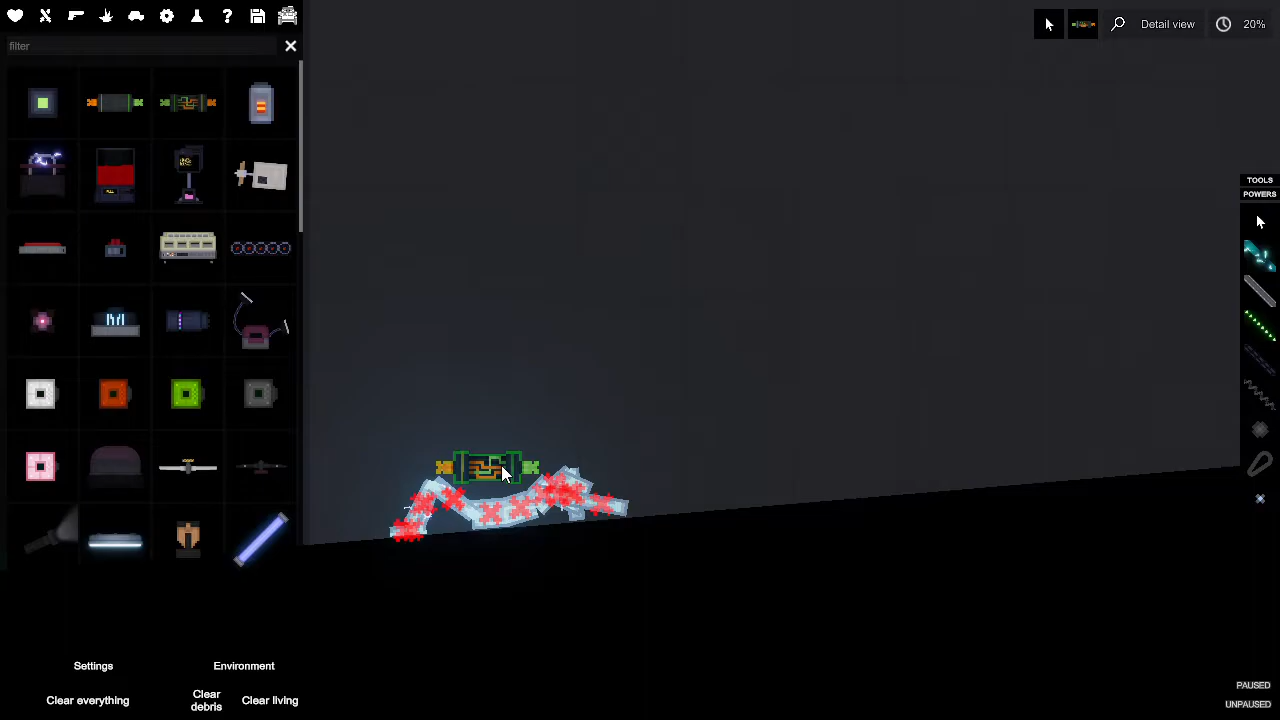 filter
Detail view
20%
TOOLS
POWERS
Settings
Environment
Clear everything
Clear
debris
Clear living
PAUSED
UNPAUSED